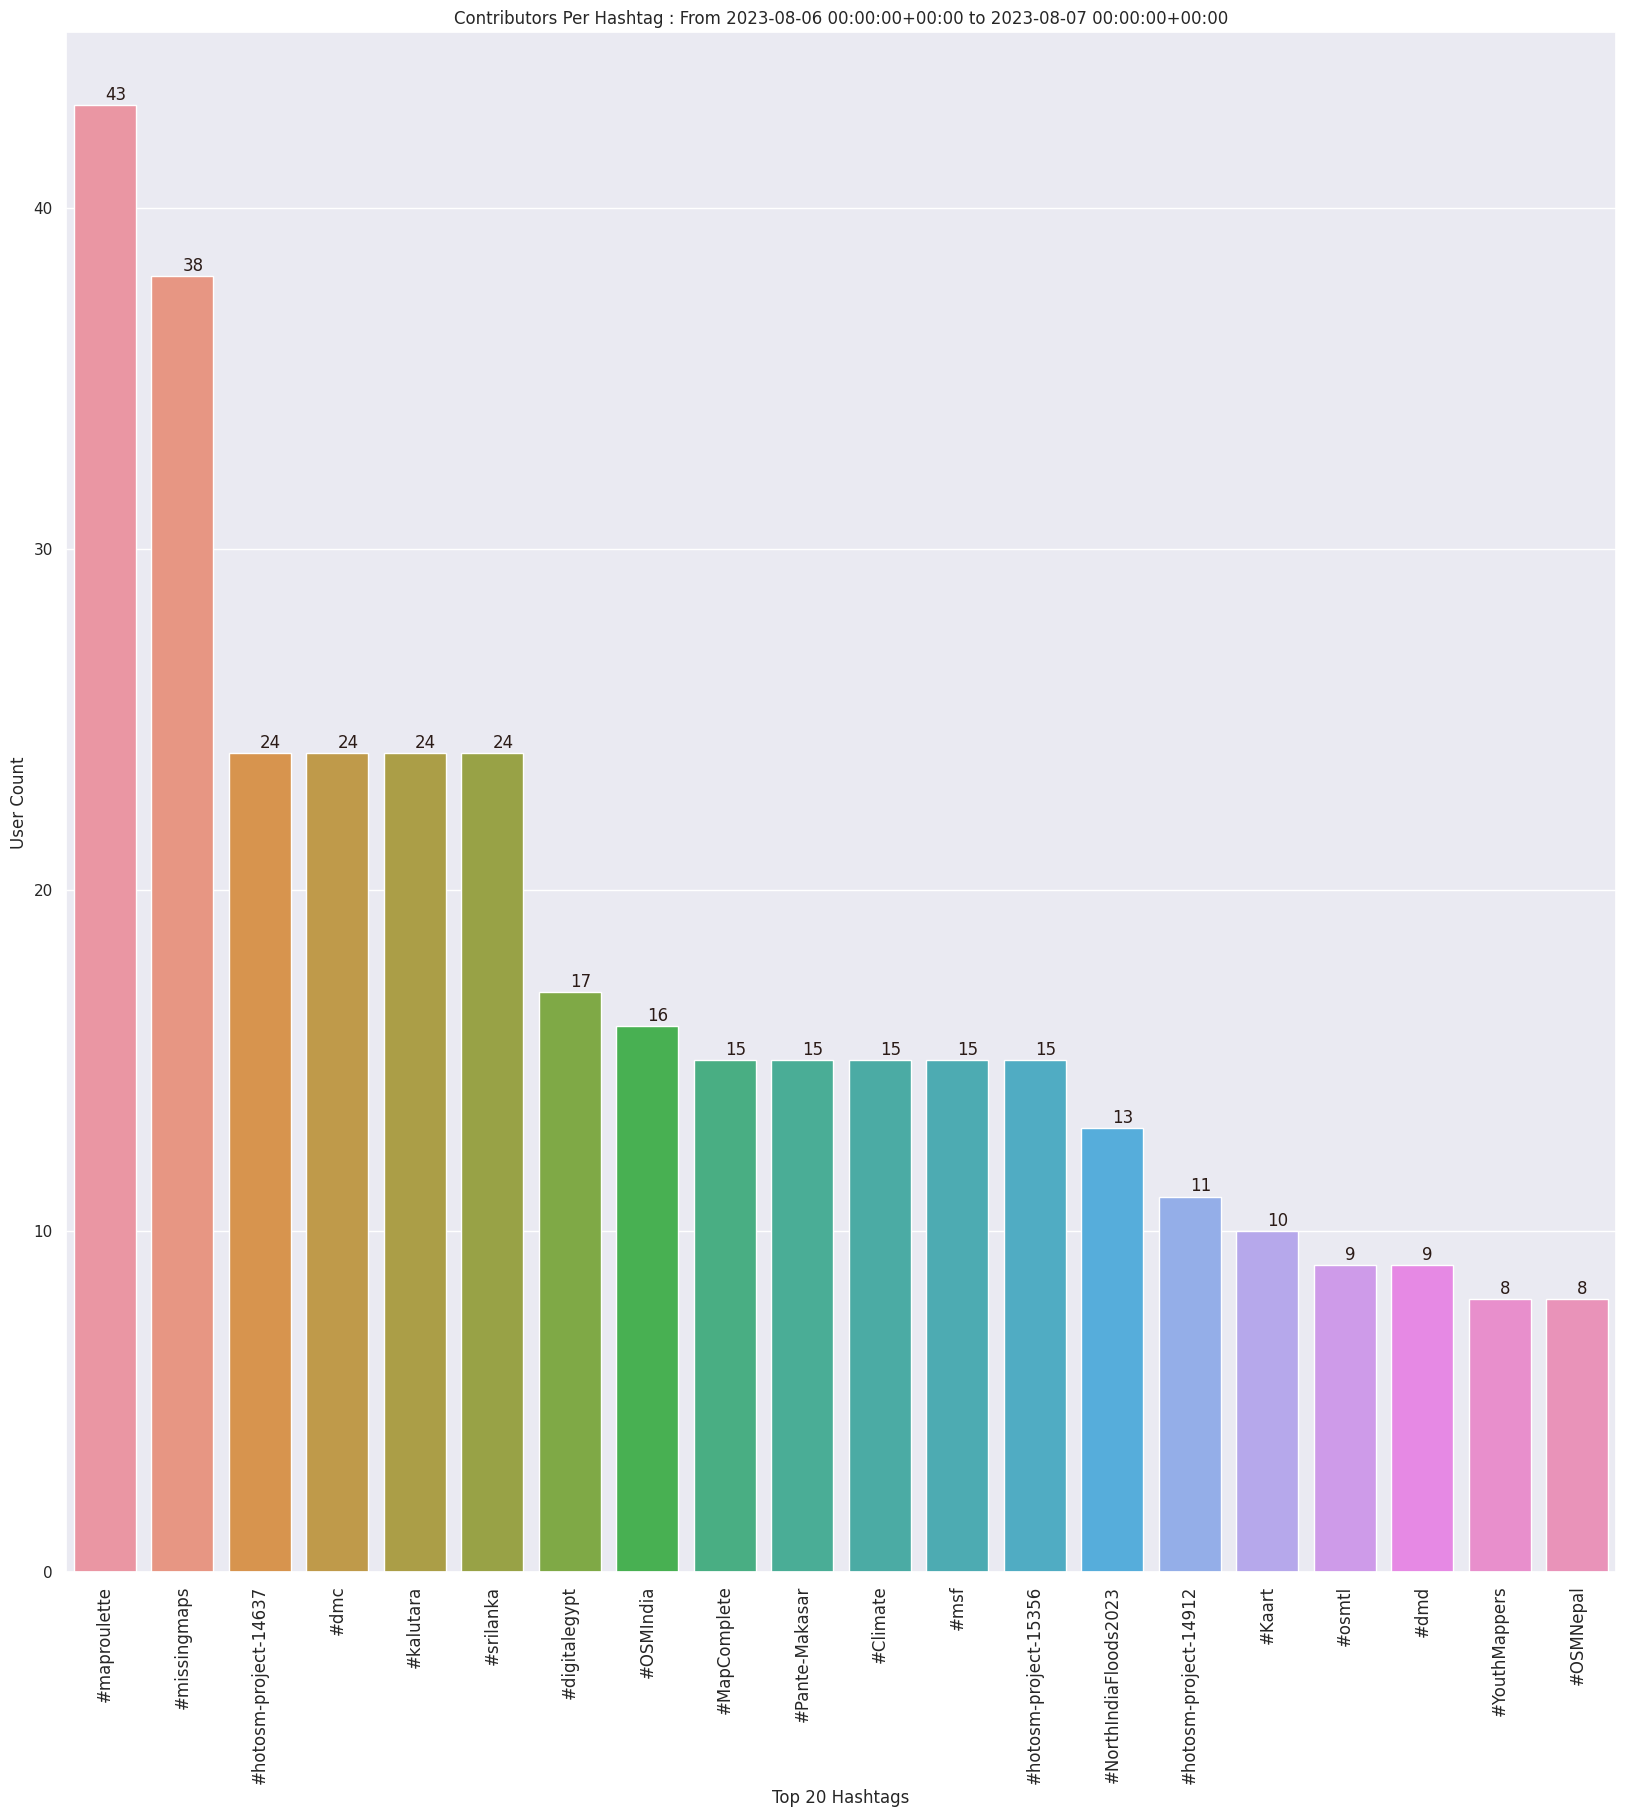 Contributors Per Hashtag : From 2023-08-06 00:00:00+00:00 to 2023-08-07 00:00:00+00:00
User Count
40
30
20
10
0
43
38
24
24
24
24
17
16
15
15
15
15
15
13
11
10
9
9
8
8
#maproulette
#missingmaps
#hotosm-project-14637
#dmc
#kalutara
#srilanka
#digitalegypt
#OSMIndia
#MapComplete
#Pante-Makasar
#Climate
#msf
#hotosm-project-15356
#NorthIndiaFloods2023
#hotosm-project-14912
#Kaart
#osmtl
#dmd
#YouthMappers
#OSMNepal
Top 20 Hashtags